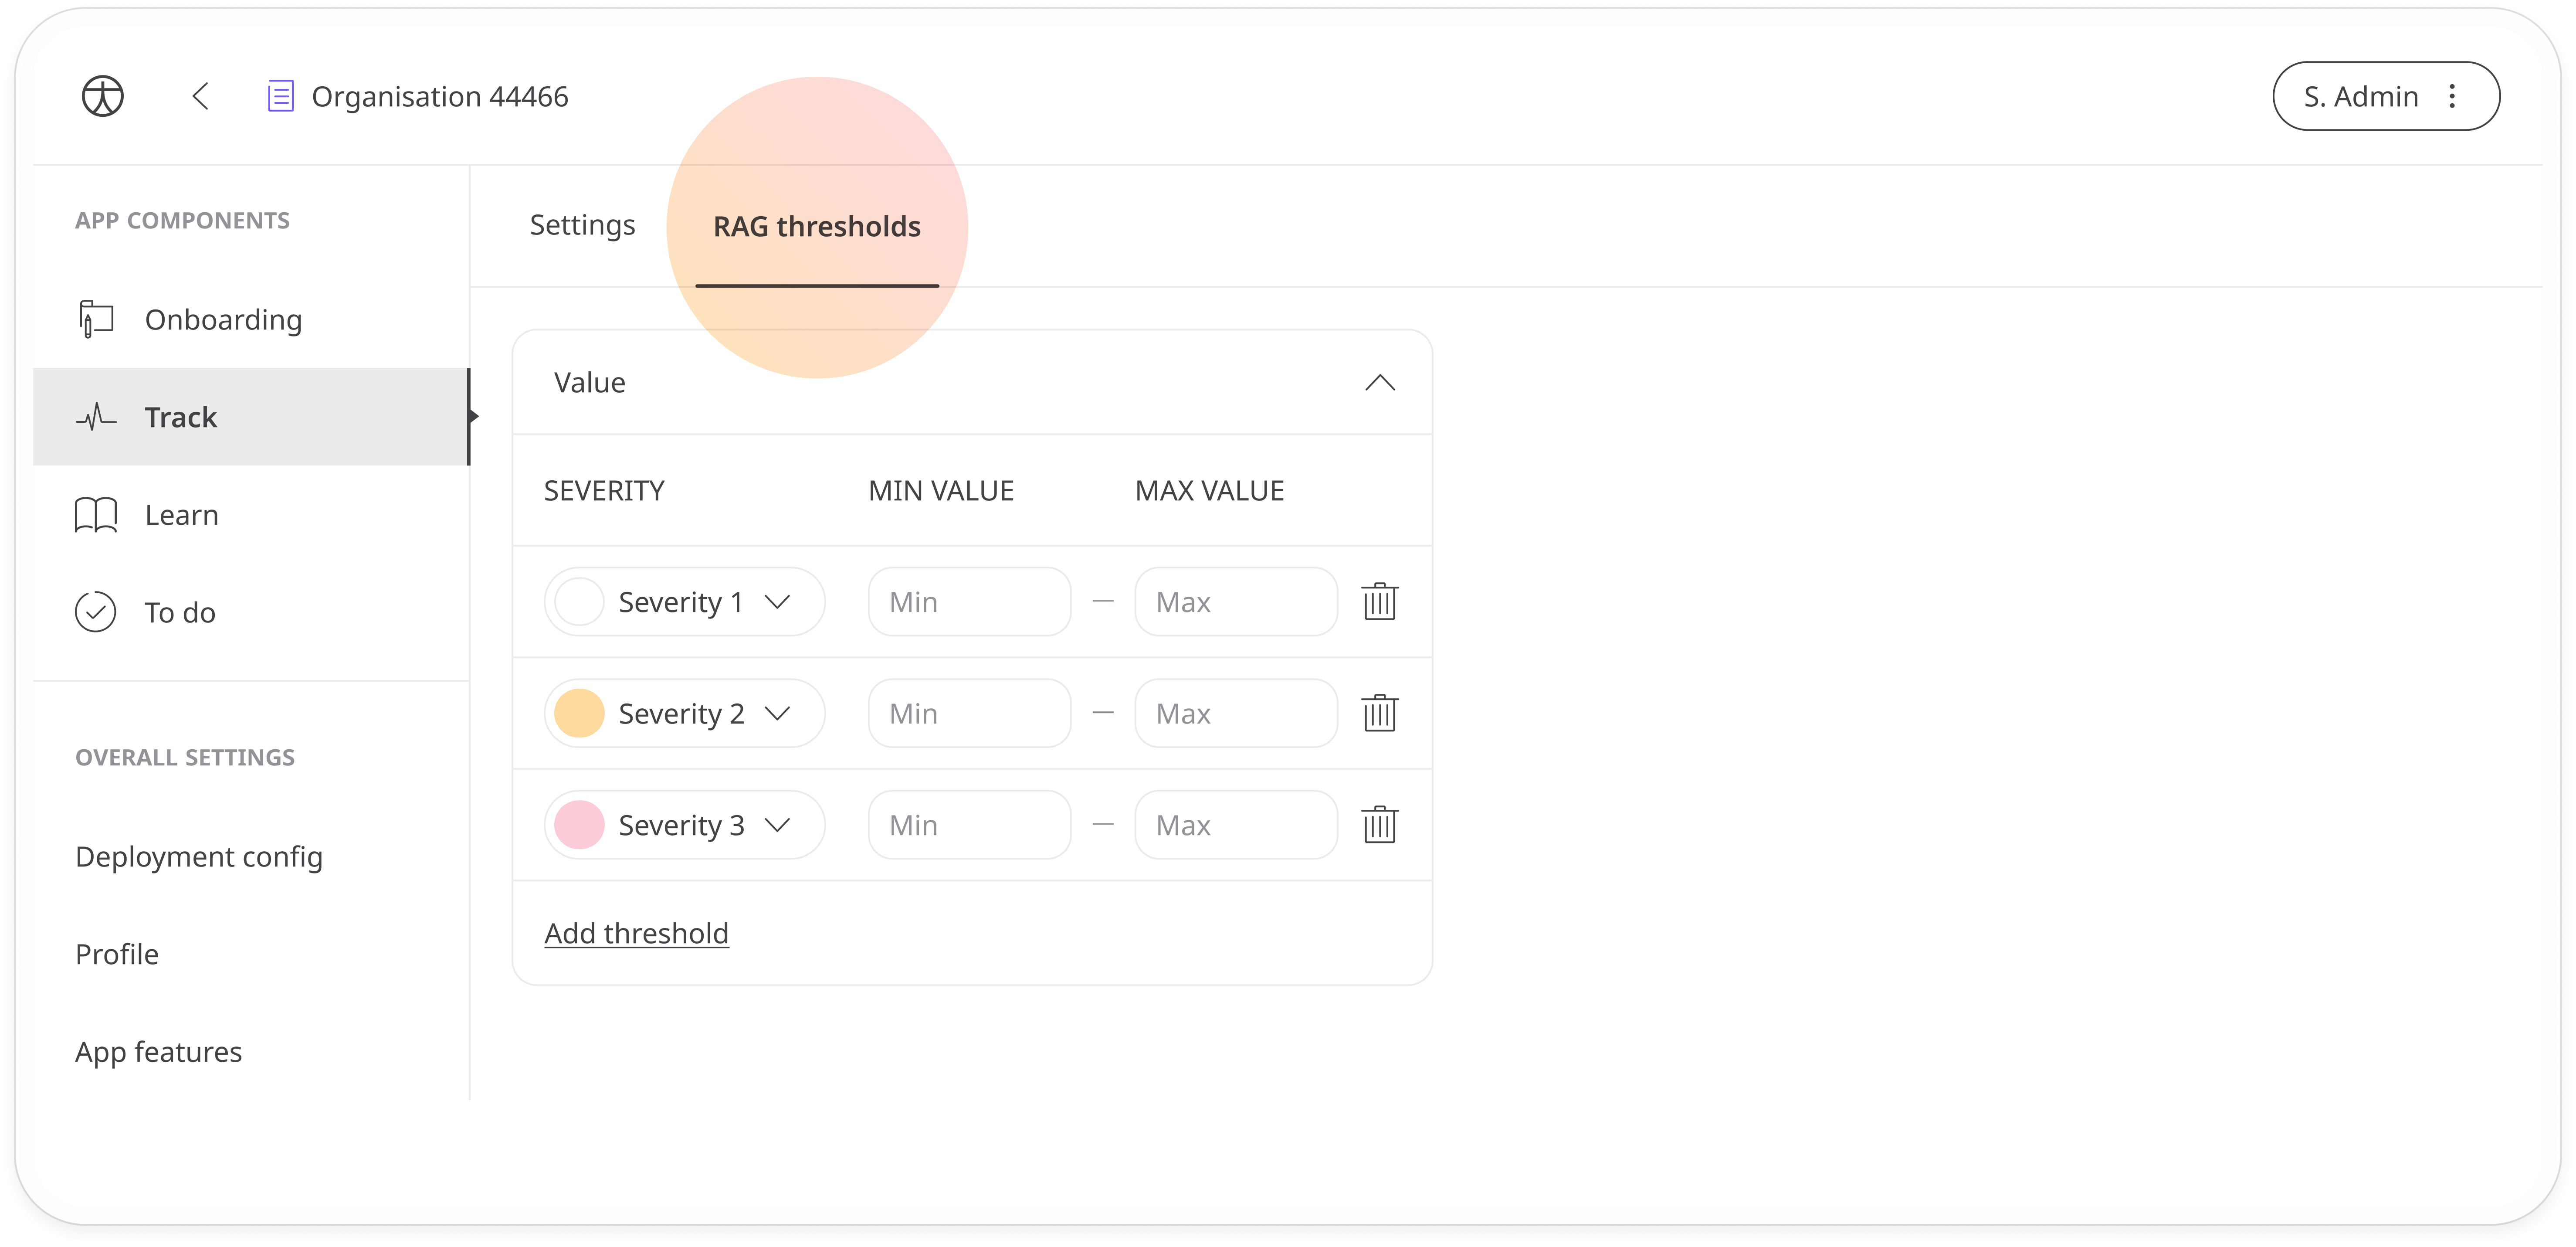 Organisation 44466
S. Admin
APP COMPONENTS
Onboarding
Track
Learn
To do
OVERALL SETTINGS
Deployment config
Profile
App features
Settings
RAG thresholds
Value
SEVERITY MIN VALUE MAX VALUE
Severity 1 Min – Max
Severity 2 Min – Max
Severity 3 Min – Max
Add threshold